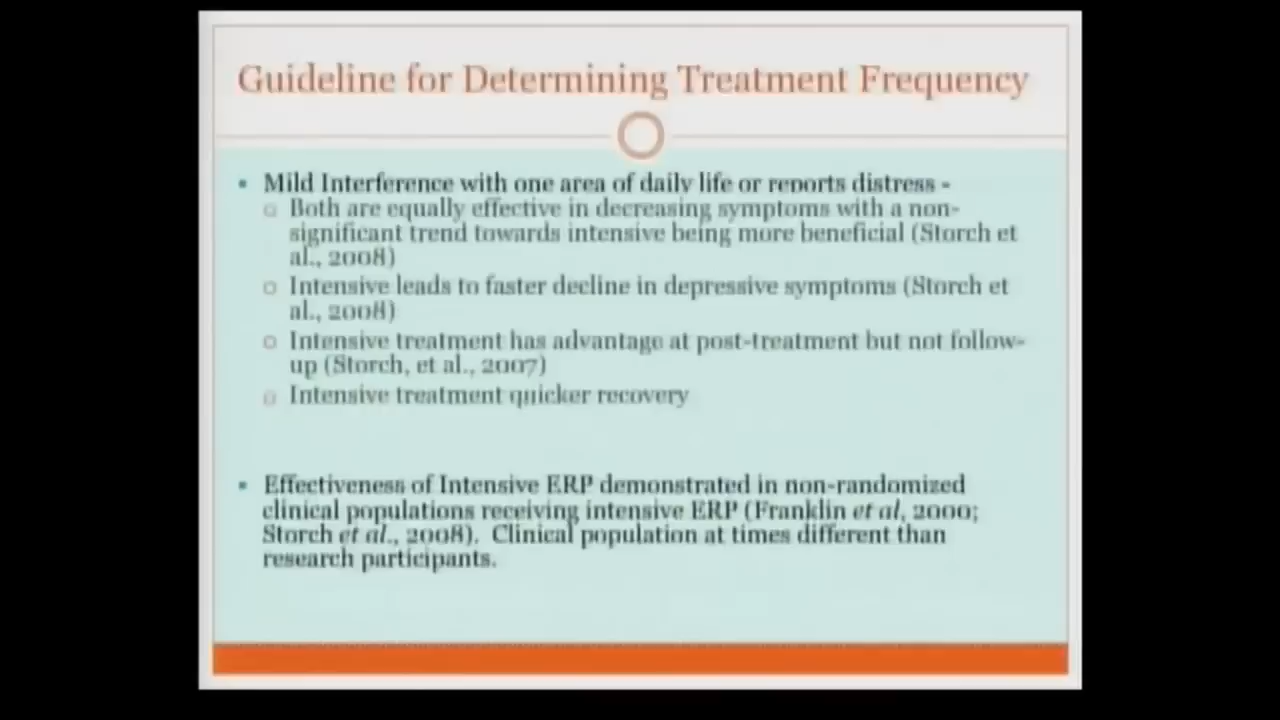 Guideline for Determining Treatment Frequency
Mild Interference with one area of daily life or reports distress -
Both are equally effective in decreasing symptoms with a non-
significant trend towards intensive being more beneficial (Storch et
al., 2008)
Intensive leads to faster decline in depressive symptoms (Storch et
al., 2008)
Intensive treatment has advantage at post-treatment but not follow-
up (Storch, et al., 2007)
Intensive treatment quicker recovery
Effectiveness of Intensive ERP demonstrated in non-randomized
clinical populations receiving intensive ERP (Franklin et al, 2000;
Storch et al., 2008). Clinical population at times different than
research participants.